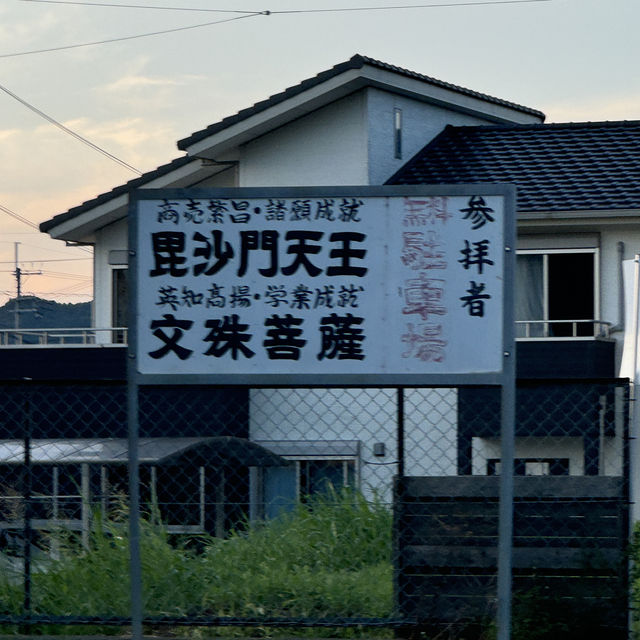 参拝者
無料駐車場
商売繁昌・諸願成就
毘沙門天王
英知高揚・学業成就
文殊菩薩